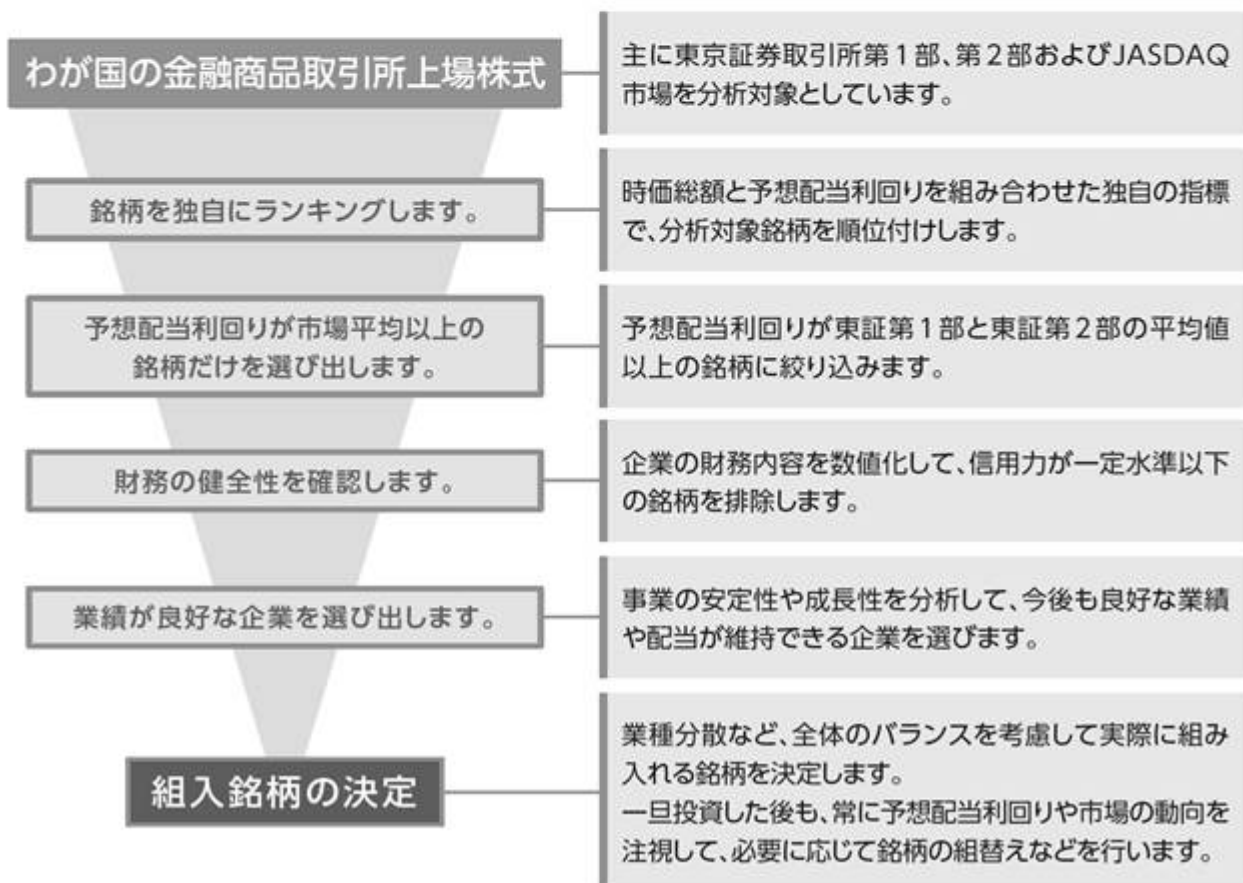 わが国の金融商品取引所上場株式
主に東京証券取引所第1部、第2部およびJASDAQ
市場を分析対象としています。
銘柄を独自にランキングします。
時価総額と予想配当利回りを組み合わせた独自の指標
で、分析対象銘柄を順位付けします。
予想配当利回りが市場平均以上の
銘柄だけを選び出します。
予想配当利回りが東証第1部と東証第2部の平均値
以上の銘柄に絞り込みます。
財務の健全性を確認します。
企業の財務内容を数値化して、信用力が一定水準以下
の銘柄を排除します。
業績が良好な企業を選び出します。
事業の安定性や成長性を分析して、今後も良好な業績
や配当が維持できる企業を選びます。
組入銘柄の決定
業種分散など、全体のバランスを考慮して実際に組み
入れる銘柄を決定します。
一旦投資した後も、常に予想配当利回りや市場の動向を
注視して、必要に応じて銘柄の組替えなどを行います。